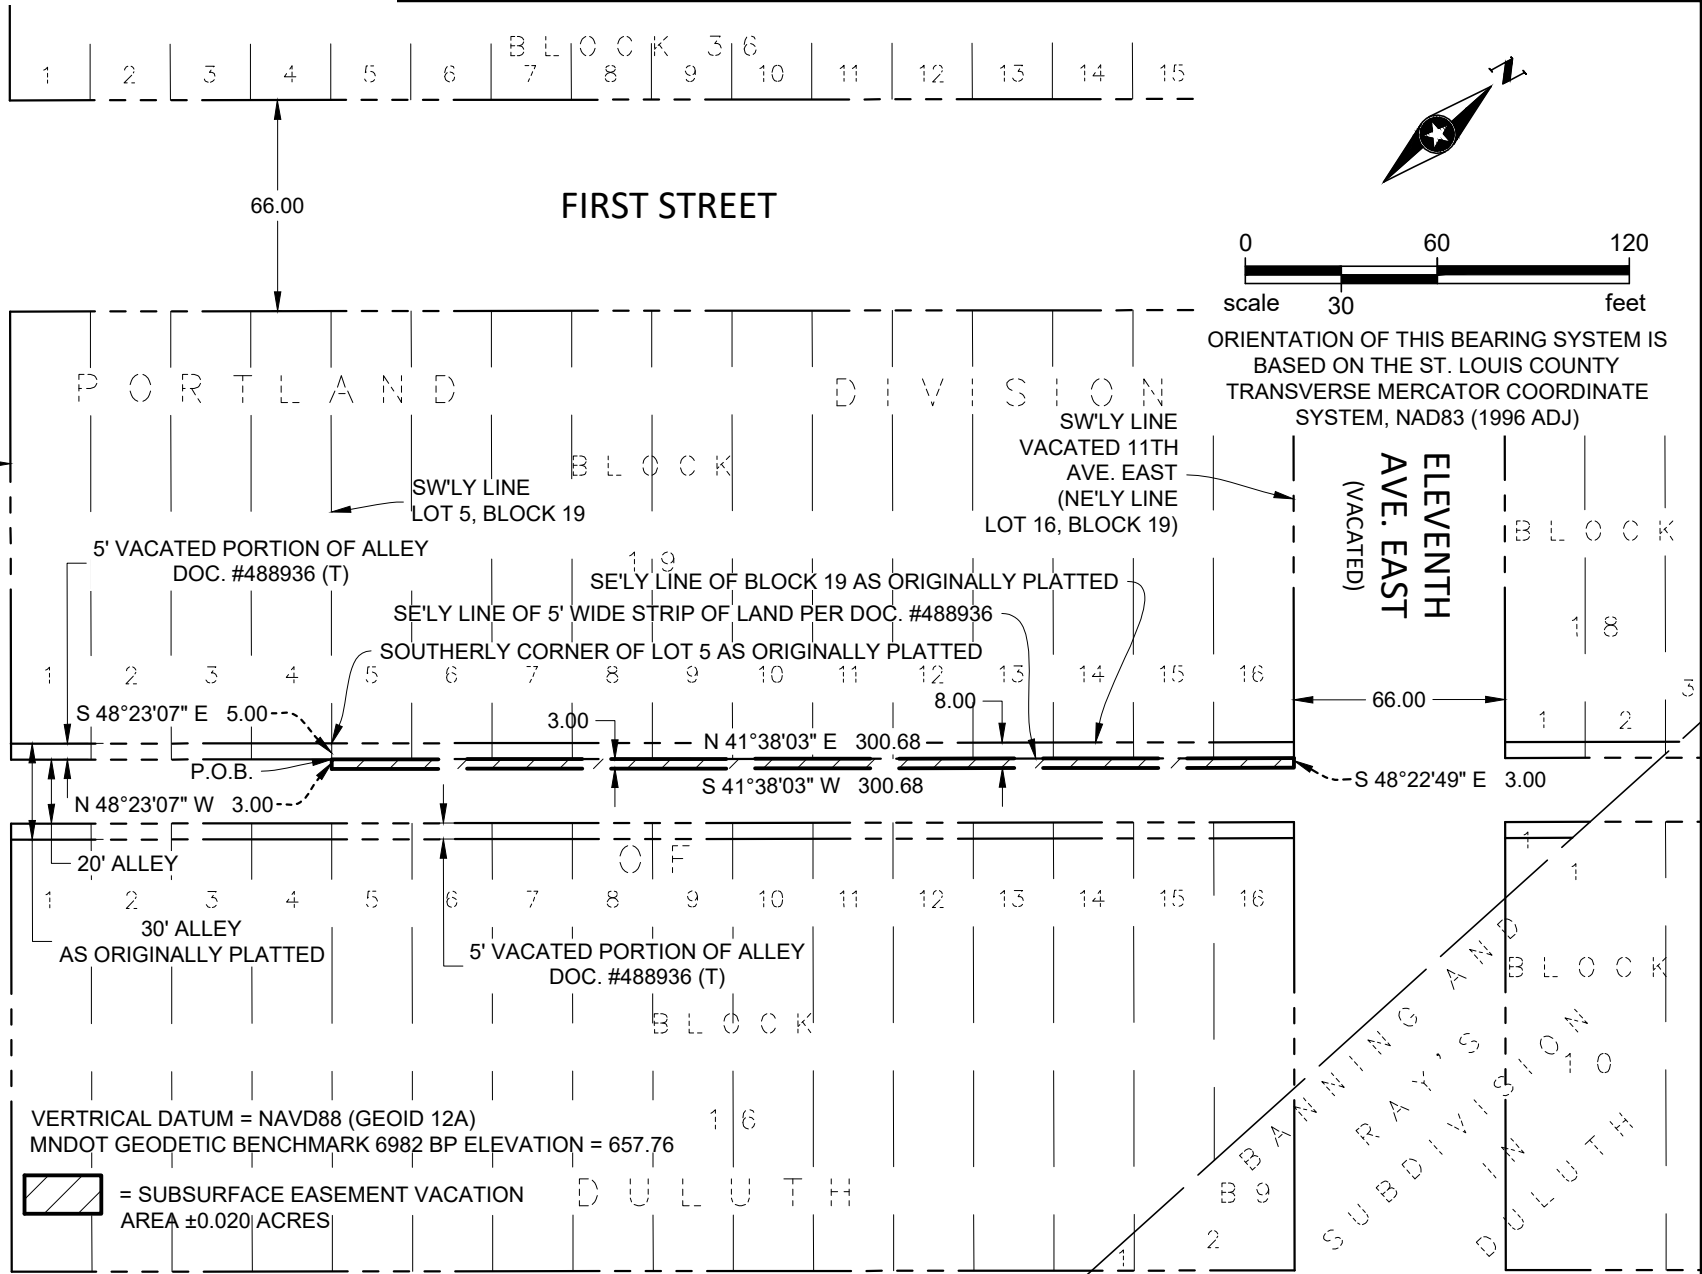 BLOCK 36
1 2 3 4 5 6 7 8 9 10 11 12 13 14 15
N
66.00
FIRST STREET
0 60 120
scale 30 feet
ORIENTATION OF THIS BEARING SYSTEM IS
BASED ON THE ST. LOUIS COUNTY
TRANSVERSE MERCATOR COORDINATE
SYSTEM, NAD83 (1996 ADJ)
PORTLAND DIVISION
SW'LY LINE
VACATED 11TH
AVE. EAST
(NE'LY LINE
LOT 16, BLOCK 19)
BLOCK
19
SW'LY LINE
LOT 5, BLOCK 19
ELEVENTH
AVE. EAST
(VACATED)
BLOCK
18
5' VACATED PORTION OF ALLEY
DOC. #488936 (T)
SE'LY LINE OF BLOCK 19 AS ORIGINALLY PLATTED
SE'LY LINE OF 5' WIDE STRIP OF LAND PER DOC. #488936
SOUTHERLY CORNER OF LOT 5 AS ORIGINALLY PLATTED
1 2 3 4 5 6 7 8 9 10 11 12 13 14 15 16
1 2 3
66.00
S 48°23'07" E 5.00
3.00
8.00
N 41°38'03" E 300.68
P.O.B.
S 41°38'03" W 300.68
S 48°22'49" E 3.00
N 48°23'07" W 3.00
20' ALLEY
OF
1
1
1 2 3 4 5 6 7 8 9 10 11 12 13 14 15 16
30' ALLEY
AS ORIGINALLY PLATTED
5' VACATED PORTION OF ALLEY
DOC. #488936 (T)
BLOCK
16
BLOCK
10
BANNING AND
RAY'S
SUBDIVISION
IN
DULUTH
VERTRICAL DATUM = NAVD88 (GEOID 12A)
MNDOT GEODETIC BENCHMARK 6982 BP ELEVATION = 657.76
= SUBSURFACE EASEMENT VACATION
AREA ±0.020 ACRES
DULUTH
B9
2
1